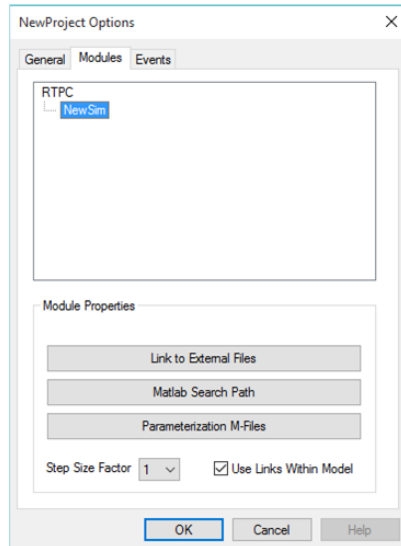 NewProject Options
General Modules Events
RTPC
NewSim
Module Properties
Link to External Files
Matlab Search Path
Parameterization M-Files
Step Size Factor 1 Use Links Within Model
OK Cancel Help